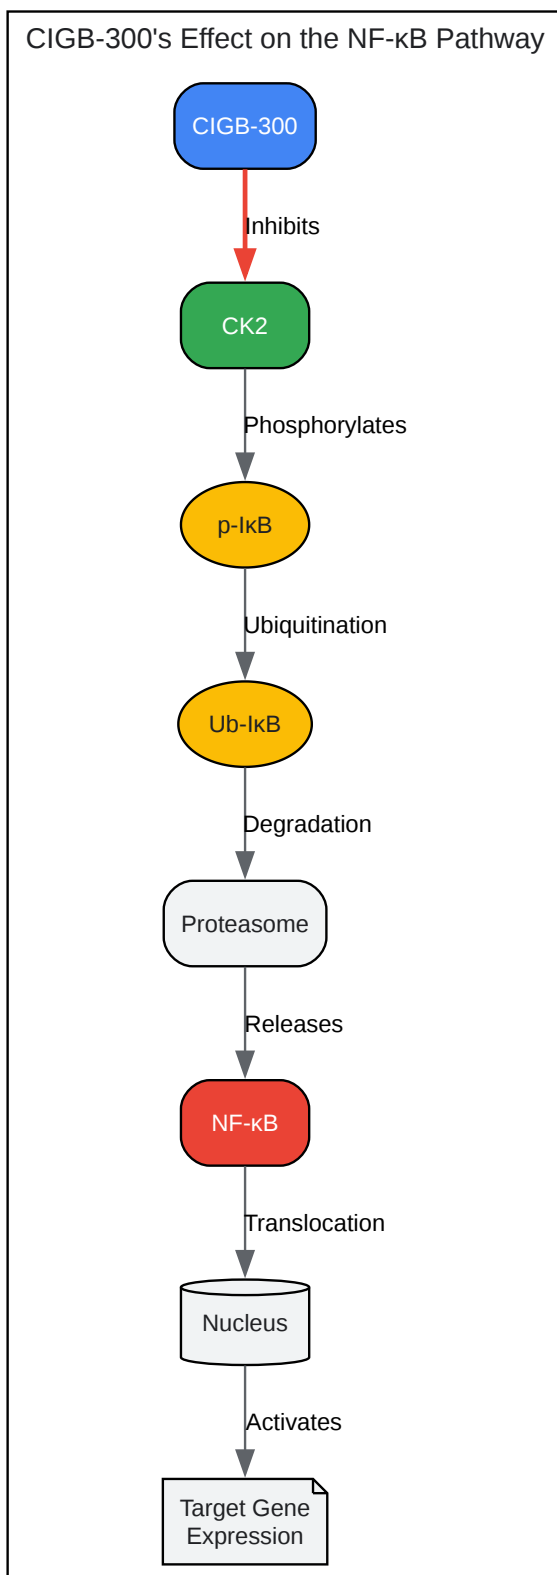 CIGB-300's Effect on the NF-κB Pathway
CIGB-300
Inhibits
CK2
Phosphorylates
p-IκB
Ubiquitination
Ub-IκB
Degradation
Proteasome
Releases
NF-κB
Translocation
Nucleus
Activates
Target Gene
Expression